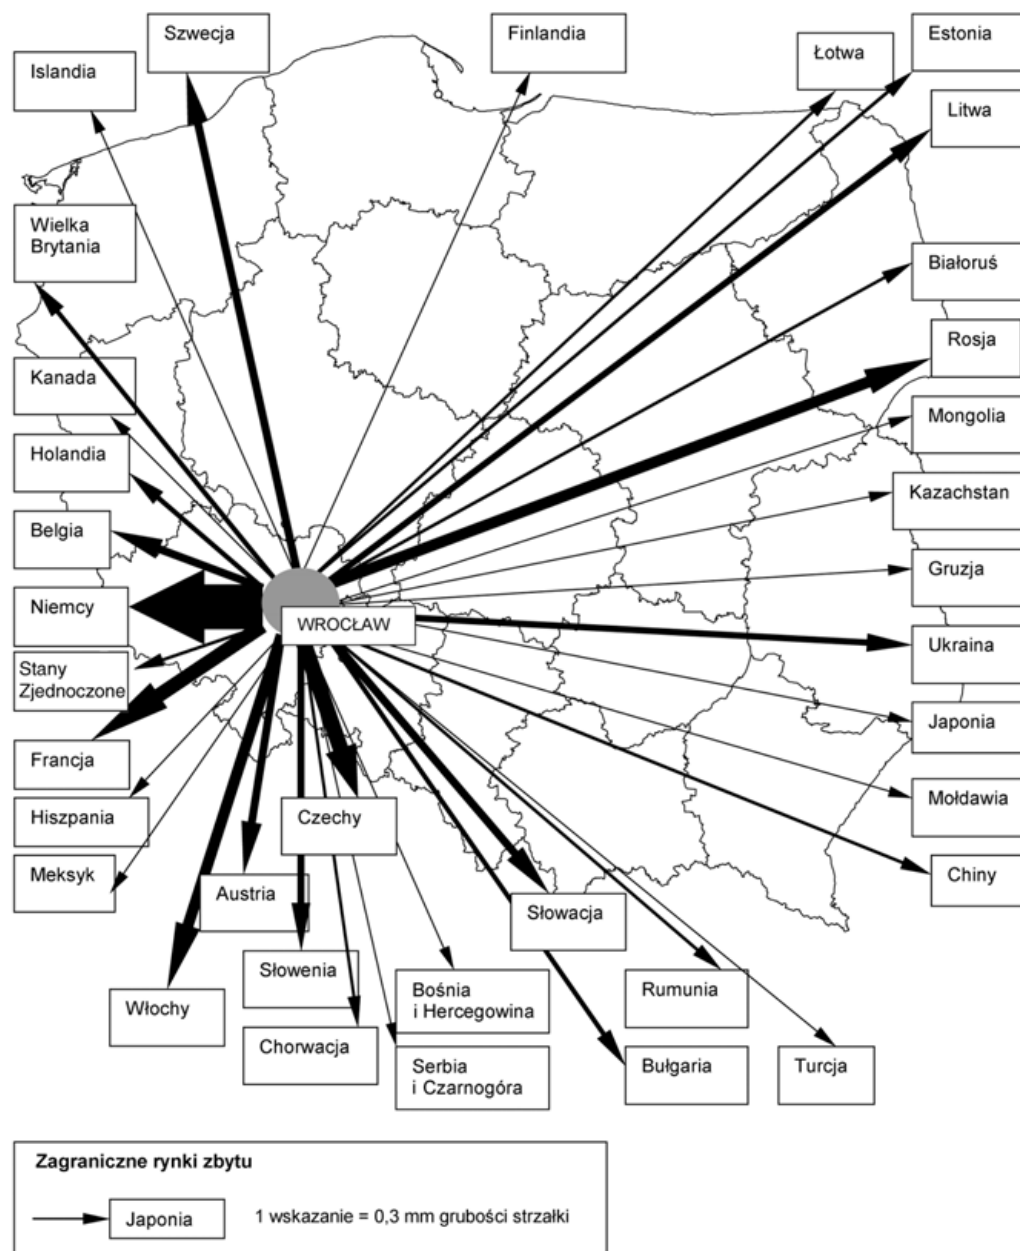 Szwecja
Finlandia
Estonia
Łotwa
Islandia
Litwa
Wielka
Brytania
Białoruś
Rosja
Kanada
Mongolia
Holandia
Kazachstan
Belgia
Gruzja
Niemcy
WROCŁAW
Ukraina
Stany
Zjednoczone
Japonia
Francja
Mołdawia
Hiszpania
Czechy
Meksyk
Chiny
Austria
Słowacja
Słowenia
Włochy
Bośnia
i Hercegowina
Rumunia
Chorwacja
Serbia
i Czarnogóra
Bułgaria
Turcja
Zagraniczne rynki zbytu
Japonia
1 wskazanie = 0,3 mm grubości strzałki